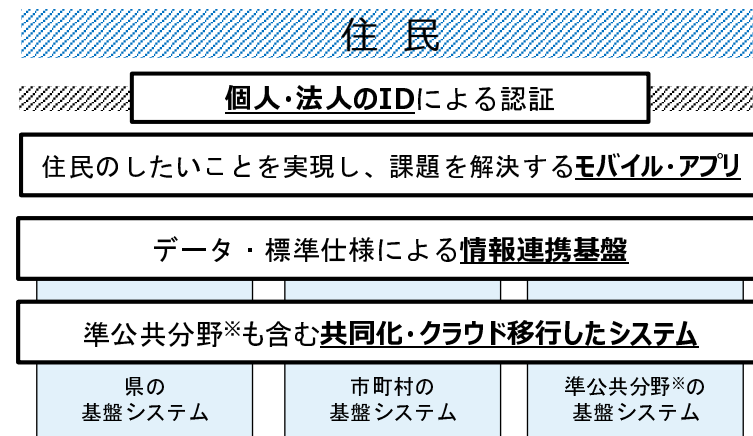 住 民
個人・法人のIDによる認証
住民のしたいことを実現し、課題を解決するモバイル・アプリ
データ・標準仕様による情報連携基盤
準公共分野※も含む共同化・クラウド移行したシステム
県の
基盤システム
市町村の
基盤システム
準公共分野※の
基盤システム